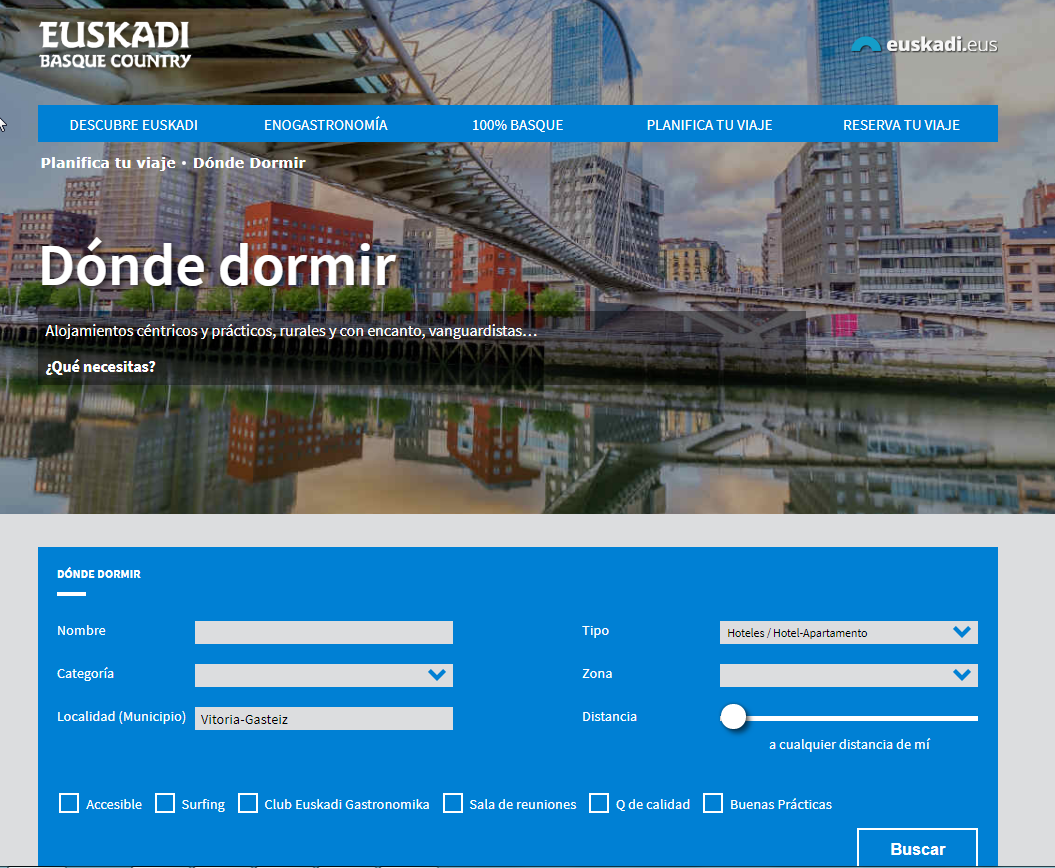 EUSKADI
BASQUE COUNTRY
euskadi.eus
DESCUBRE EUSKADI ENOGASTRONOMÍA 100% BASQUE PLANIFICA TU VIAJE RESERVA TU VIAJE
Planifica tu viaje • Dónde Dormir
Dónde dormir
Alojamientos céntricos y prácticos, rurales y con encanto, vanguardistas…
¿Qué necesitas?
DÓNDE DORMIR
Nombre
Tipo Hoteles / Hotel-Apartamento
Categoría
Zona
Localidad (Municipio) Vitoria-Gasteiz
Distancia
a cualquier distancia de mí
Accesible Surfing Club Euskadi Gastronomika Sala de reuniones Q de calidad Buenas Prácticas
Buscar